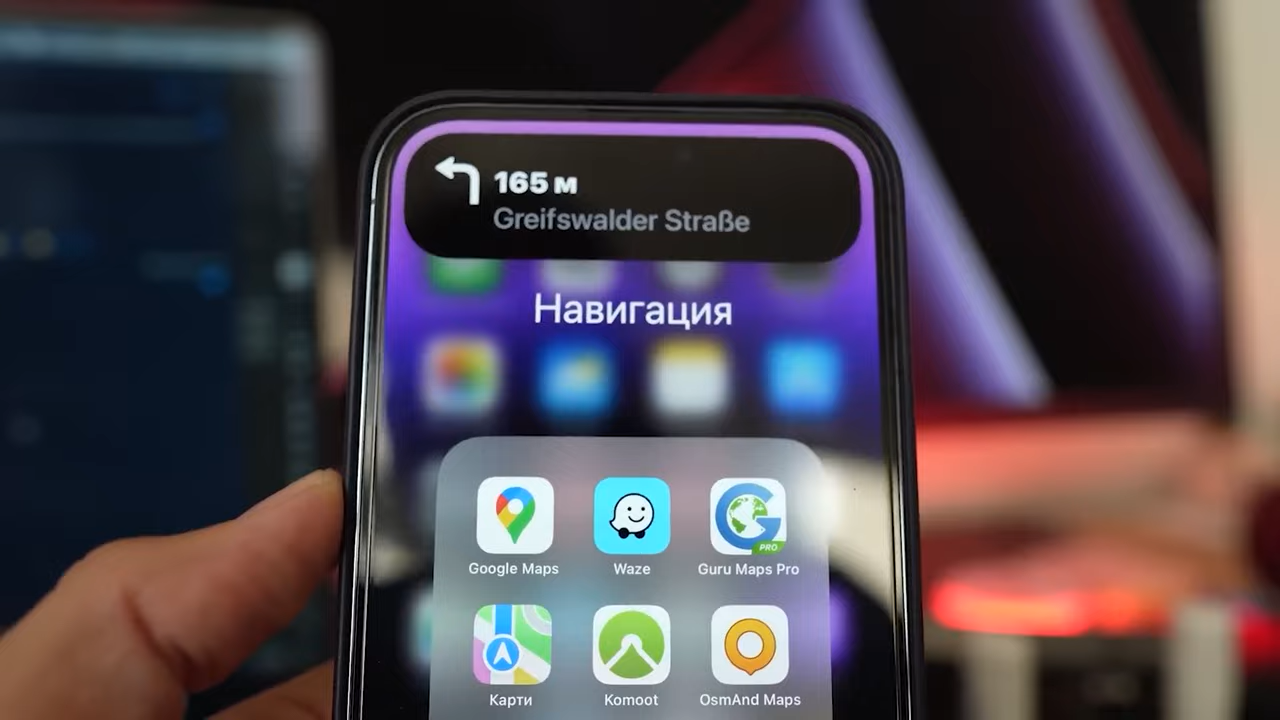 165 м
Greifswalder Straße
Навигация
Google Maps
Waze
PRO
Guru Maps Pro
Карти
Komoot
OsmAnd Maps